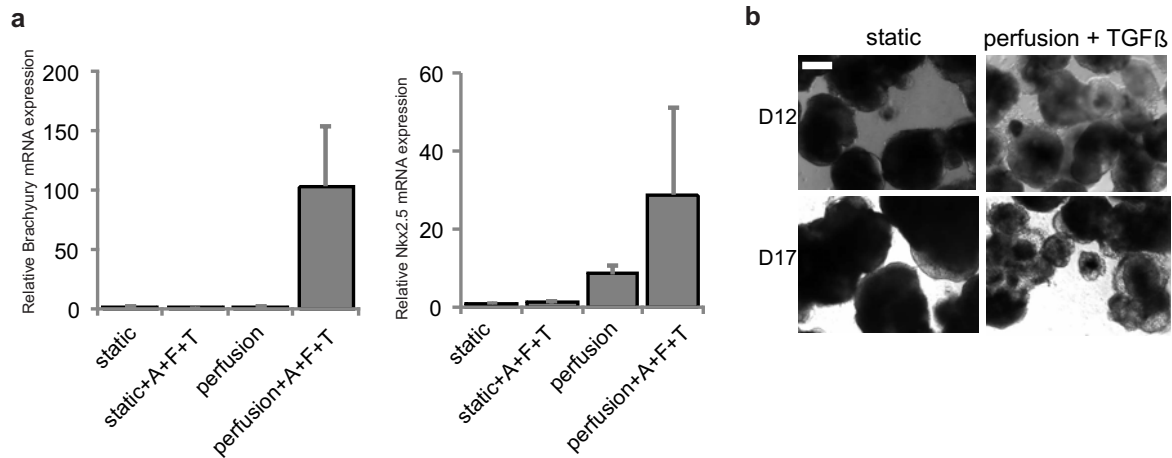 a
Relative Brachyury mRNA expression
200
150
100
50
0
static
static+A+F+T
perfusion
perfusion+A+F+T
Relative Nkx2.5 mRNA expression
60
40
20
0
static
static+A+F+T
perfusion
perfusion+A+F+T
b
static
perfusion + TGFß
D12
D17